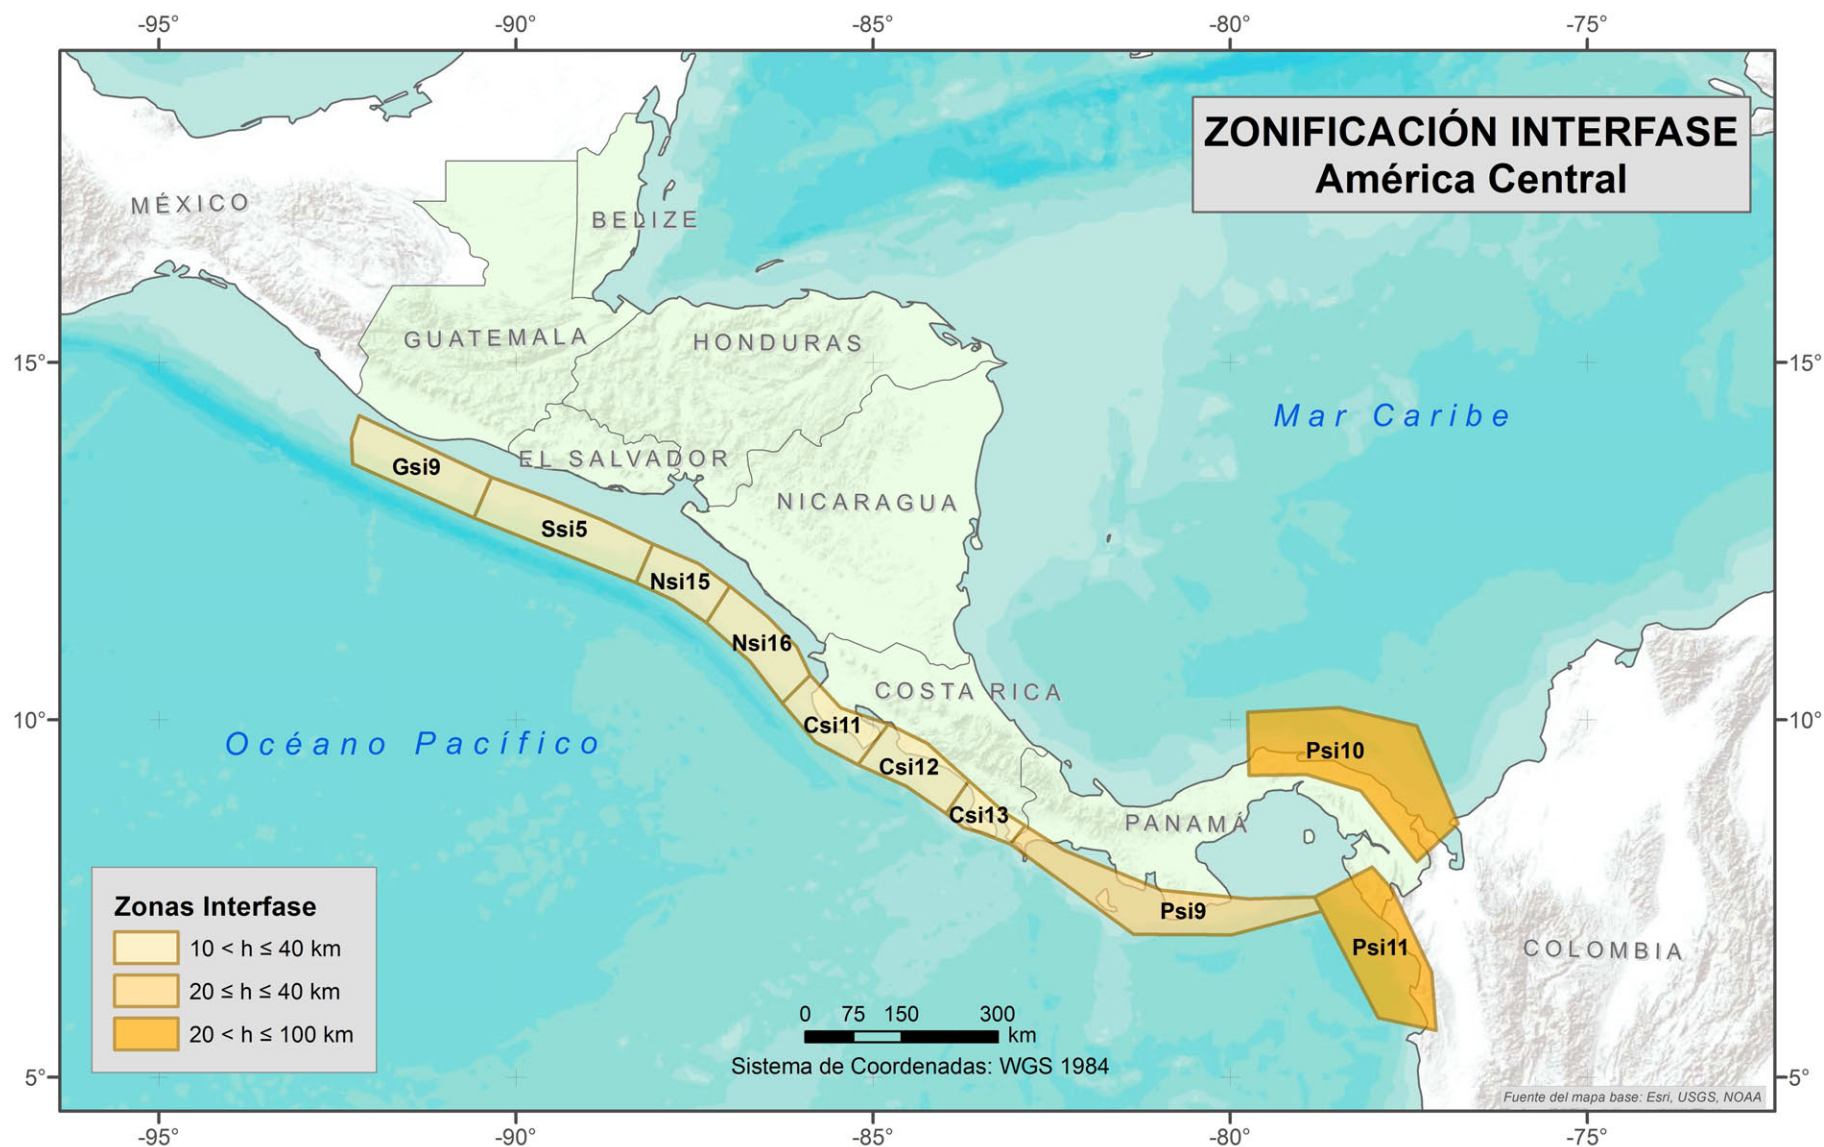 -95°
-90°
-85°
-80°
-75°
ZONIFICACIÓN INTERFASE
América Central
MÉXICO
BELIZE
GUATEMALA
HONDURAS
15°
15°
Mar Caribe
EL SALVADOR
Gsi9
NICARAGUA
Ssi5
Nsi15
Nsi16
COSTA RICA
10°
10°
Océano Pacífico
Csi11
Psi10
Csi12
Csi13
PANAMÁ
Psi9
Psi11
COLOMBIA
Zonas Interfase
10 < h ≤ 40 km
20 ≤ h ≤ 40 km
20 < h ≤ 100 km
0 75 150 300
km
Sistema de Coordenadas: WGS 1984
5°
5°
Fuente del mapa base: Esri, USGS, NOAA
-95°
-90°
-85°
-80°
-75°